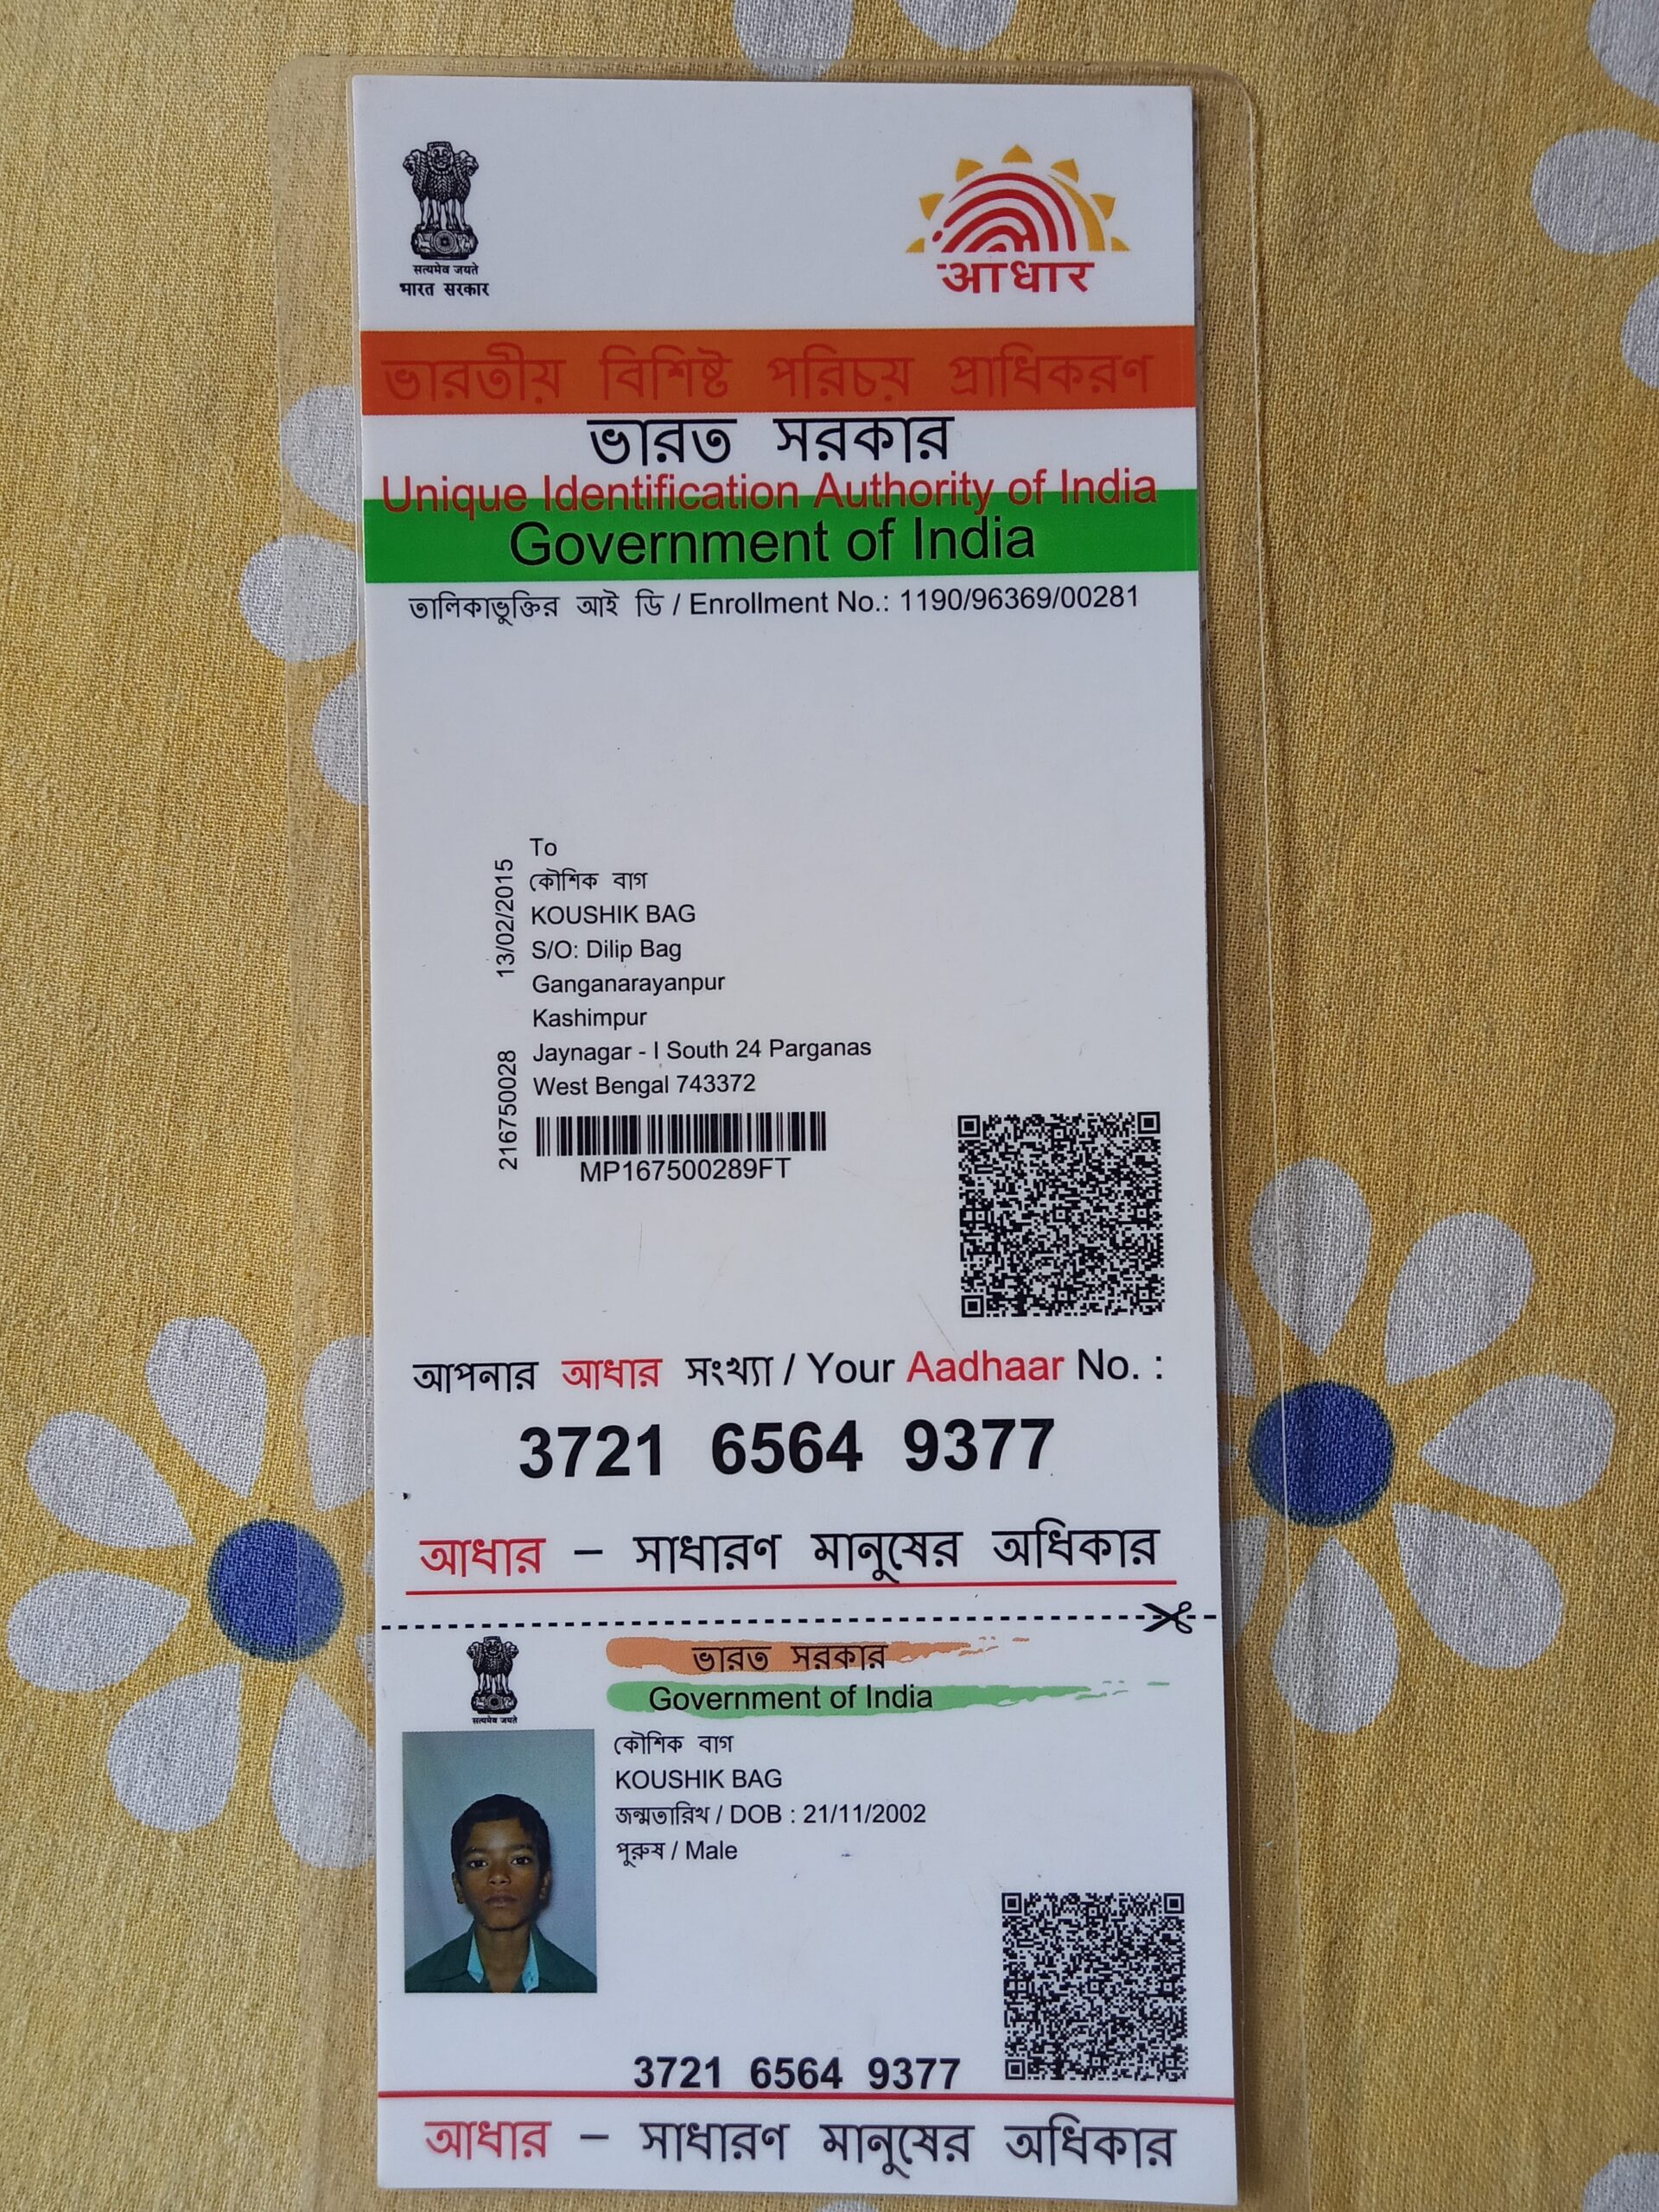 सत्यमेव जयते
भारत सरकार
आधार
ভারতীয় বিশিষ্ট পরিচয় প্রাধিকরণ
ভারত সরকার
Unique Identification Authority of India
Government of India
তালিকাভুক্তির আই ডি / Enrollment No.: 1190/96369/00281
To
কৌশিক বাগ
KOUSHIK BAG
S/O: Dilip Bag
Ganganarayanpur
Kashimpur
Jaynagar - I South 24 Parganas
West Bengal 743372
13/02/2015
216750028
MP167500289FT
আপনার আধার সংখ্যা / Your Aadhaar No. :
3721 6564 9377
আধার – সাধারণ মানুষের অধিকার
सत्यमेव जयते
ভারত সরকার
Government of India
কৌশিক বাগ
KOUSHIK BAG
জন্মতারিখ / DOB : 21/11/2002
পুরুষ / Male
3721 6564 9377
আধার – সাধারণ মানুষের অধিকার